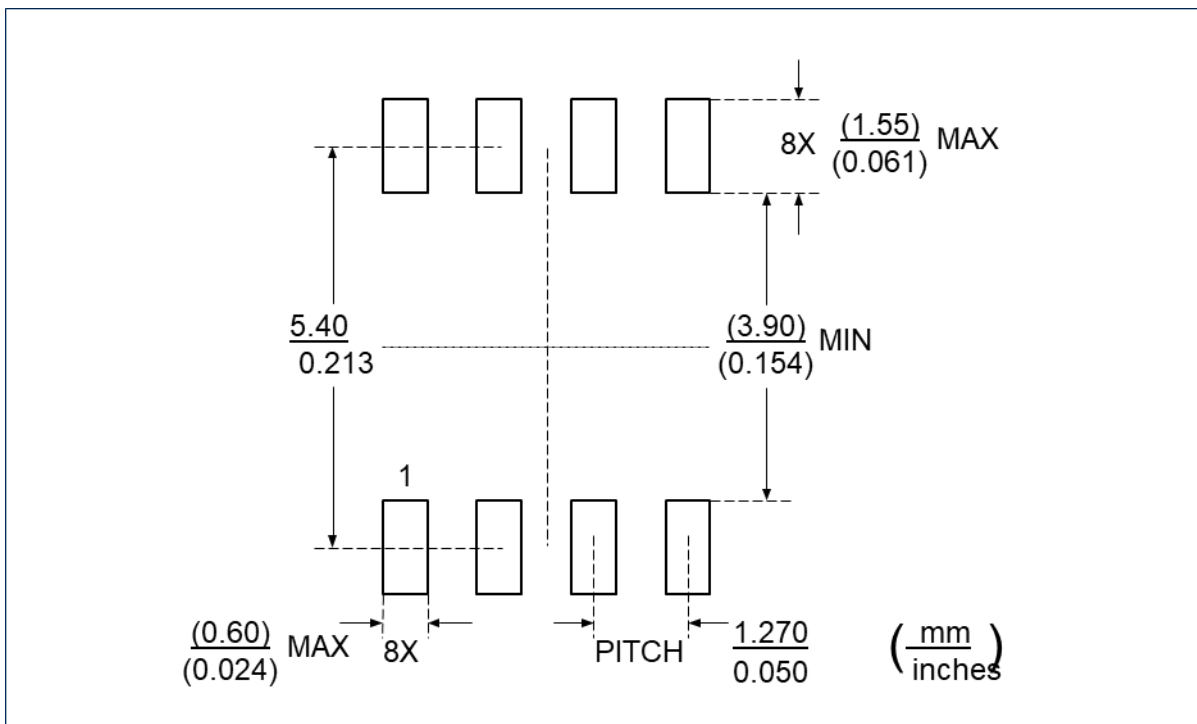 8X (1.55) MAX
(0.061)
5.40
0.213
(3.90) MIN
(0.154)
1
(0.60) MAX
(0.024)
8X
PITCH
1.270
0.050
(mm
inches)